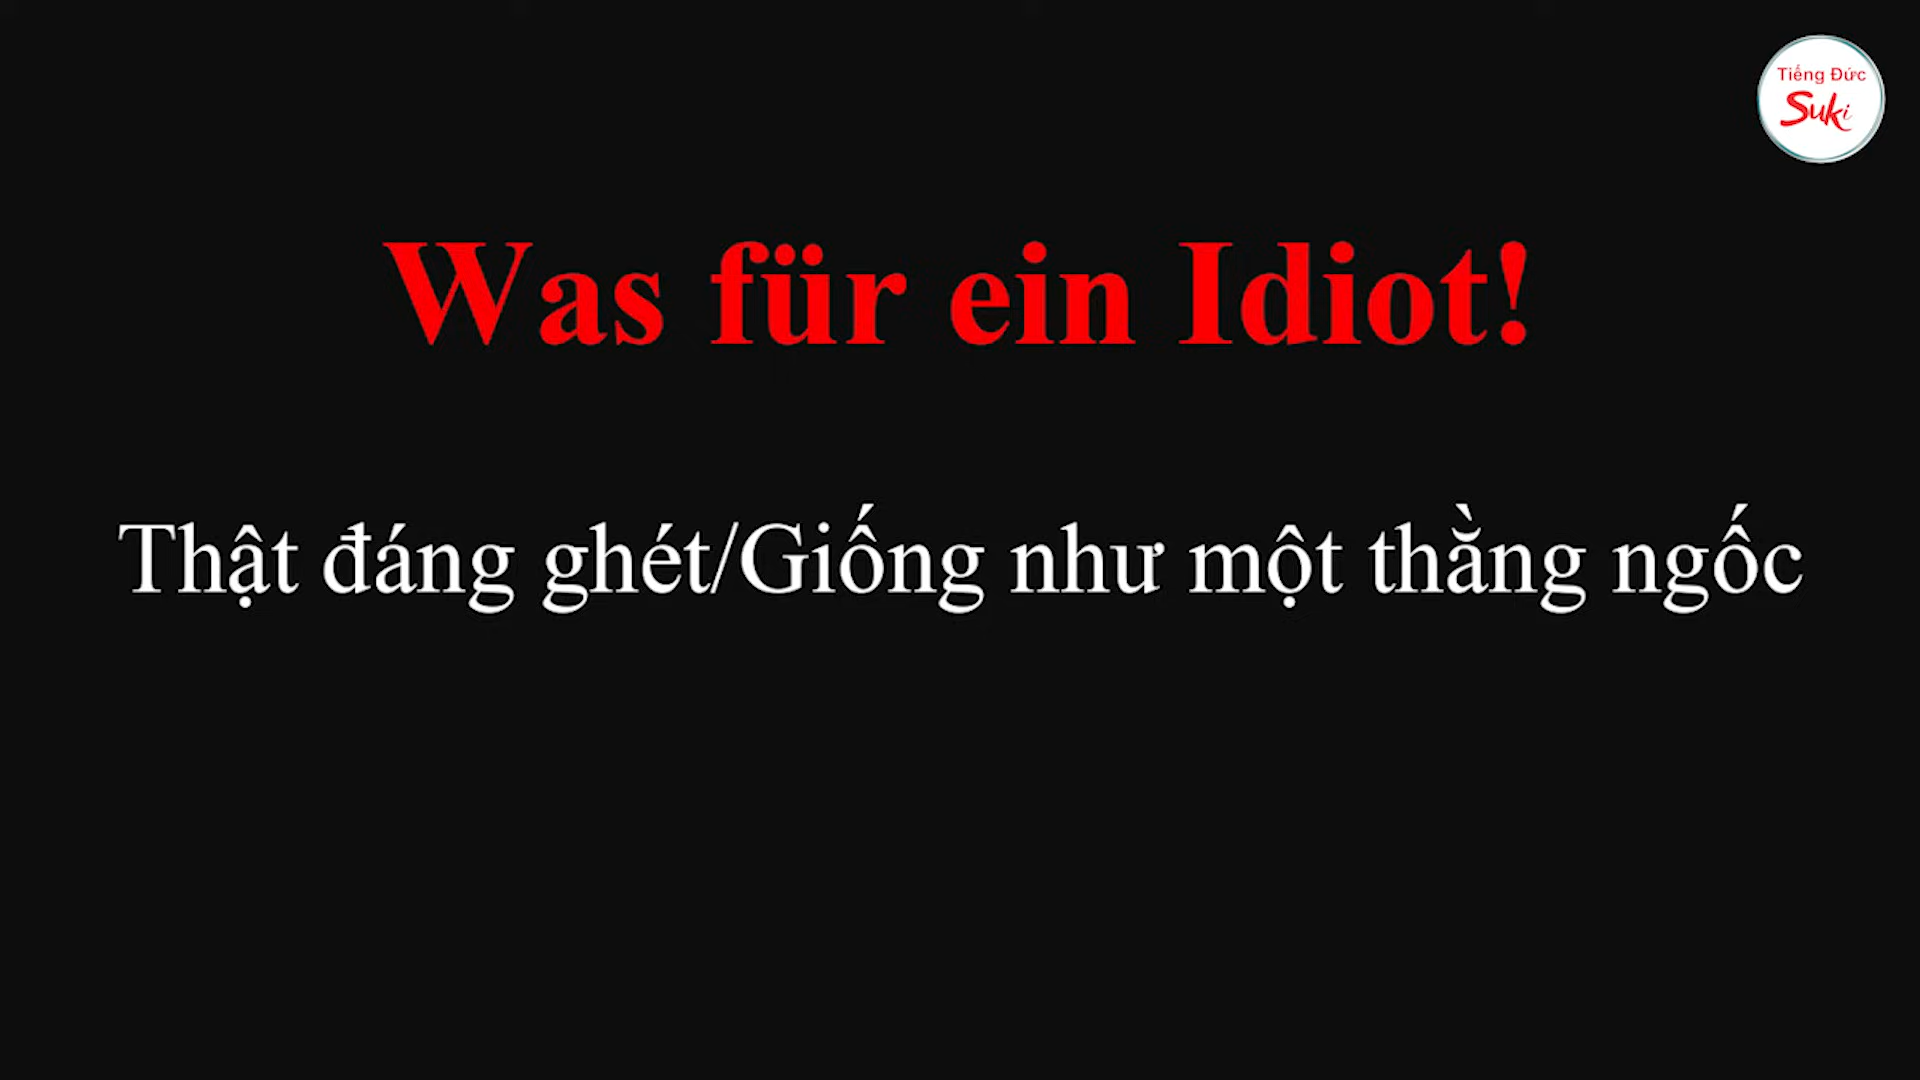 Tiếng Đức
Suki
Was für ein Idiot!
Thật đáng ghét/Giống như một thằng ngốc